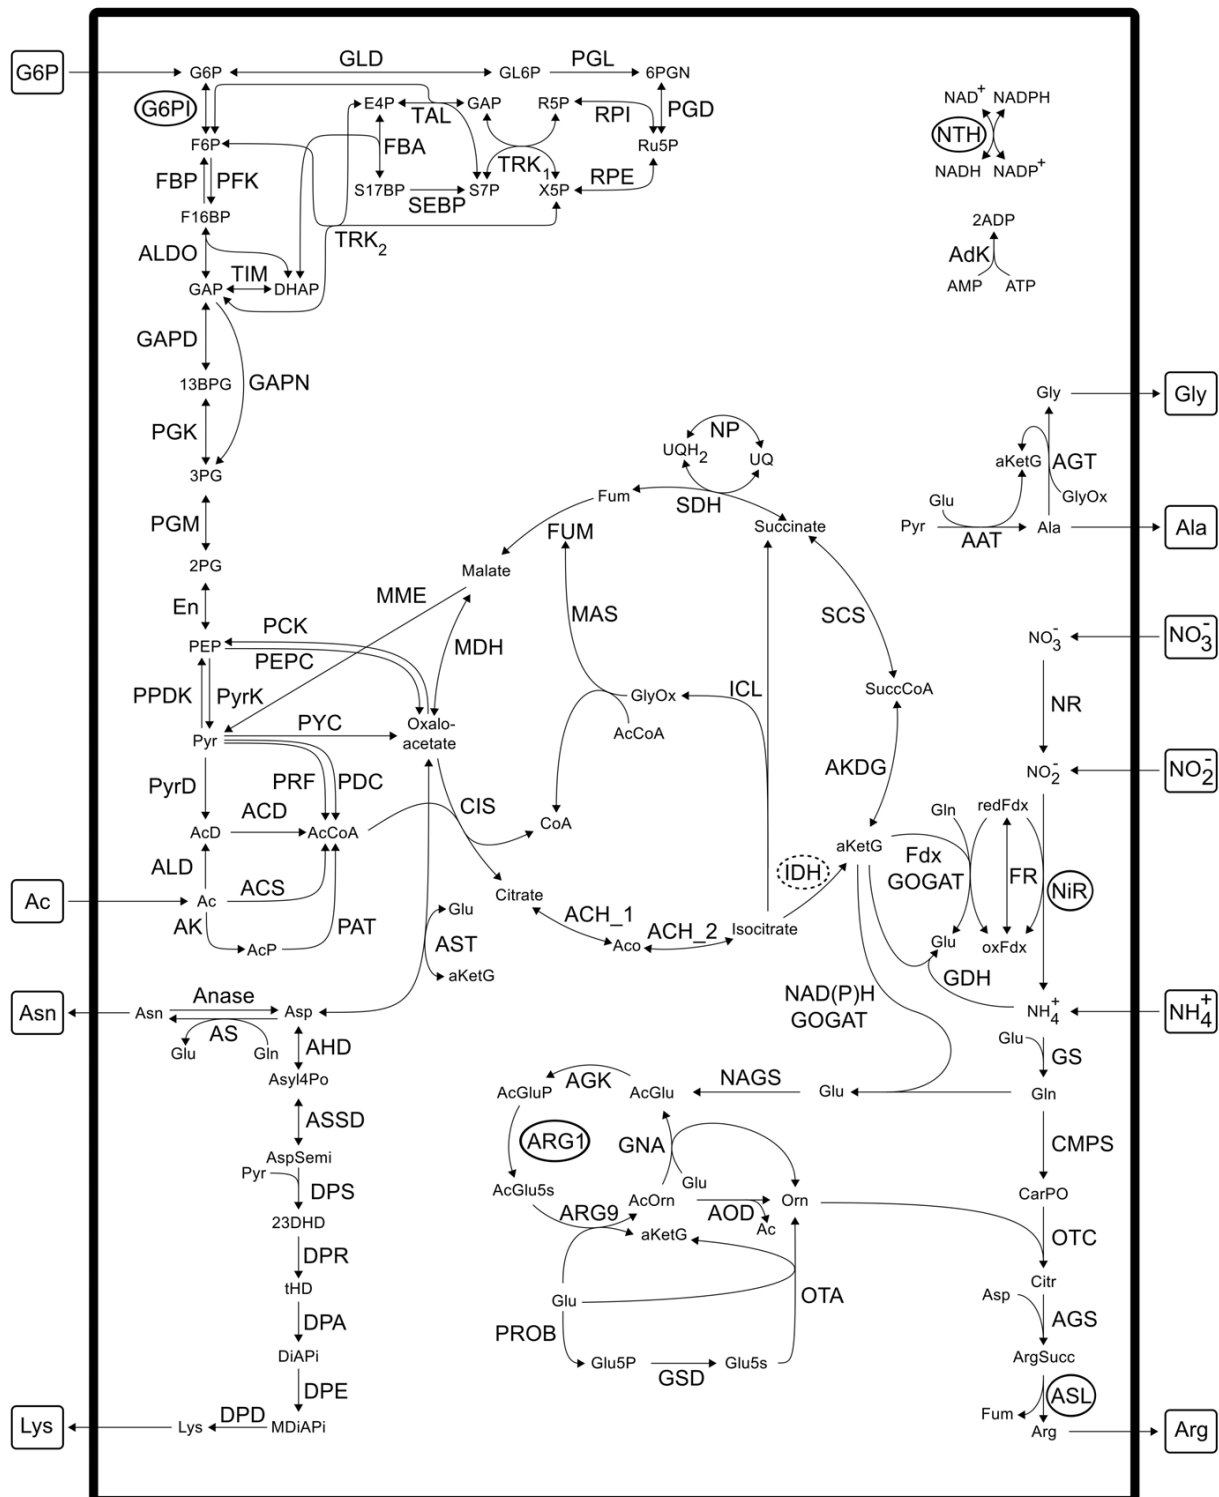 G6P
G6P GLD GL6P PGL 6PGN
G6PI
E4P TAL GAP R5P RPI PGD
NAD+ NADPH
NTH
NADH NADP+
F6P FBA TRK1 Ru5P
FBP PFK S17BP SEBP S7P X5P RPE
F16BP TRK2
2ADP
AdK
AMP ATP
ALDO TIM
GAP DHAP
GAPD
13BPG GAPN
Gly Gly
PGK
NP
UQH2 UQ
aKetG AGT
3PG
Fum SDH Glu GlyOx
PGM FUM Succinate Pyr AAT Ala Ala
2PG Malate
En MME MAS SCS
PCK
NO3- NO3-
PEP PEPC MDH
PPDK PyrK GlyOx ICL SuccCoA NR
Pyr PYC Oxalo-
acetate
AcCoA
PyrD PRF PDC AKDG NO2- NO2-
ACD CIS
AcD AcCoA CoA
Gln redFdx
aKetG
ALD IDH Fdx
GOGAT FR NiR
Ac Ac ACS Citrate
Glu ACH_1
AK PAT AST ACH_2
AcP Aco Isocitrate Glu oxFdx
aKetG GDH
Anase NAD(P)H
GOGAT
Asn Asn Asp NH4+ NH4+
AS
Glu Gln AHD Glu GS
Asyl4Po AGK NAGS
AcGluP AcGlu Glu Gln
ASSD
ARG1 GNA CMPS
AspSemi
Pyr Glu
DPS AcGlu5s AcOrn Orn CarPO
23DHD ARG9 AOD
Ac
aKetG OTC
DPR
tHD Citr
Glu OTA Asp
DPA PROB AGS
DiAPi Glu5P GSD Glu5s ArgSucc
DPE ASL
Fum
Lys Lys DPD MDiAPi Arg Arg